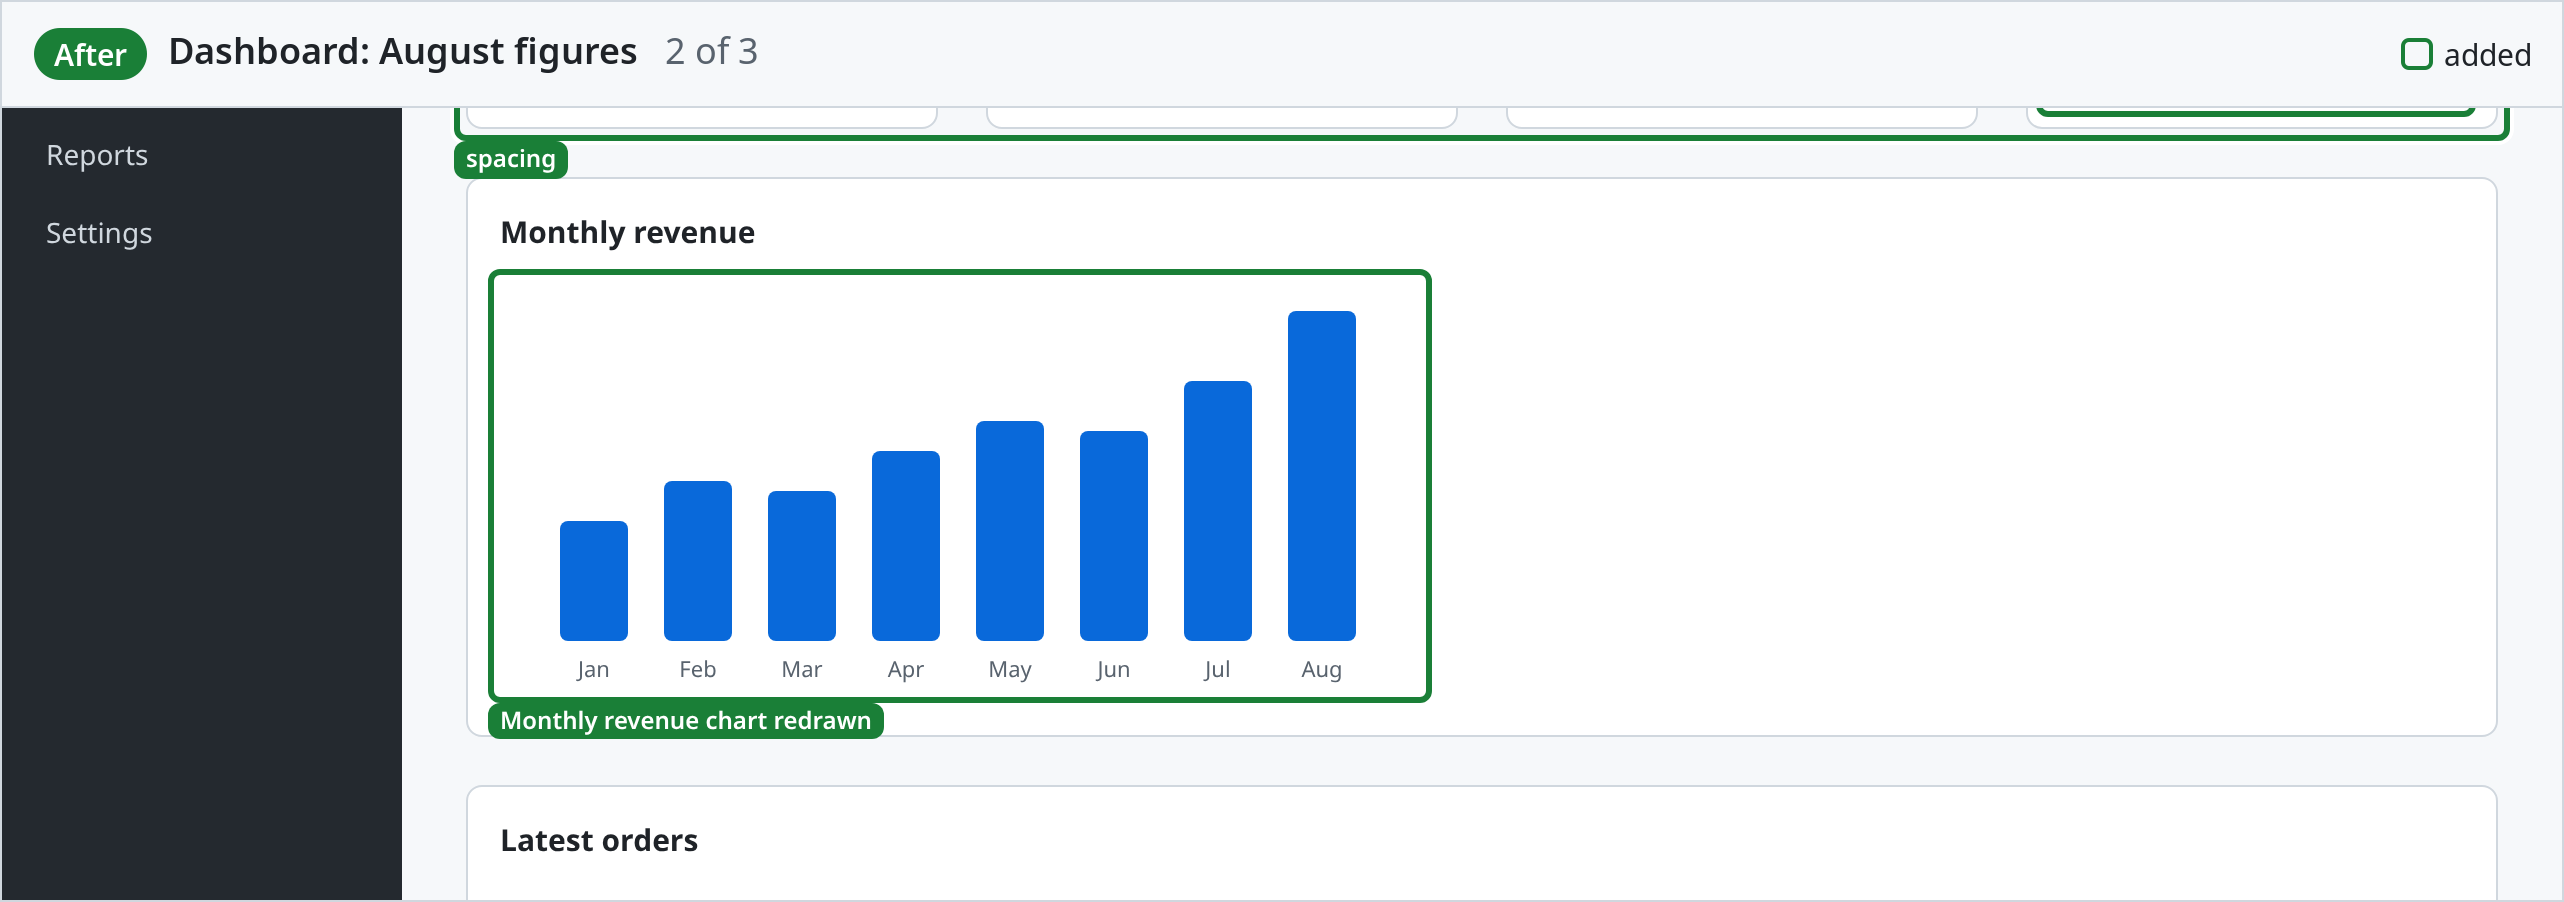 After Dashboard: August figures 2 of 3 added
Reports
Settings
spacing
Monthly revenue
Jan Feb Mar Apr May Jun Jul Aug
Monthly revenue chart redrawn
Latest orders